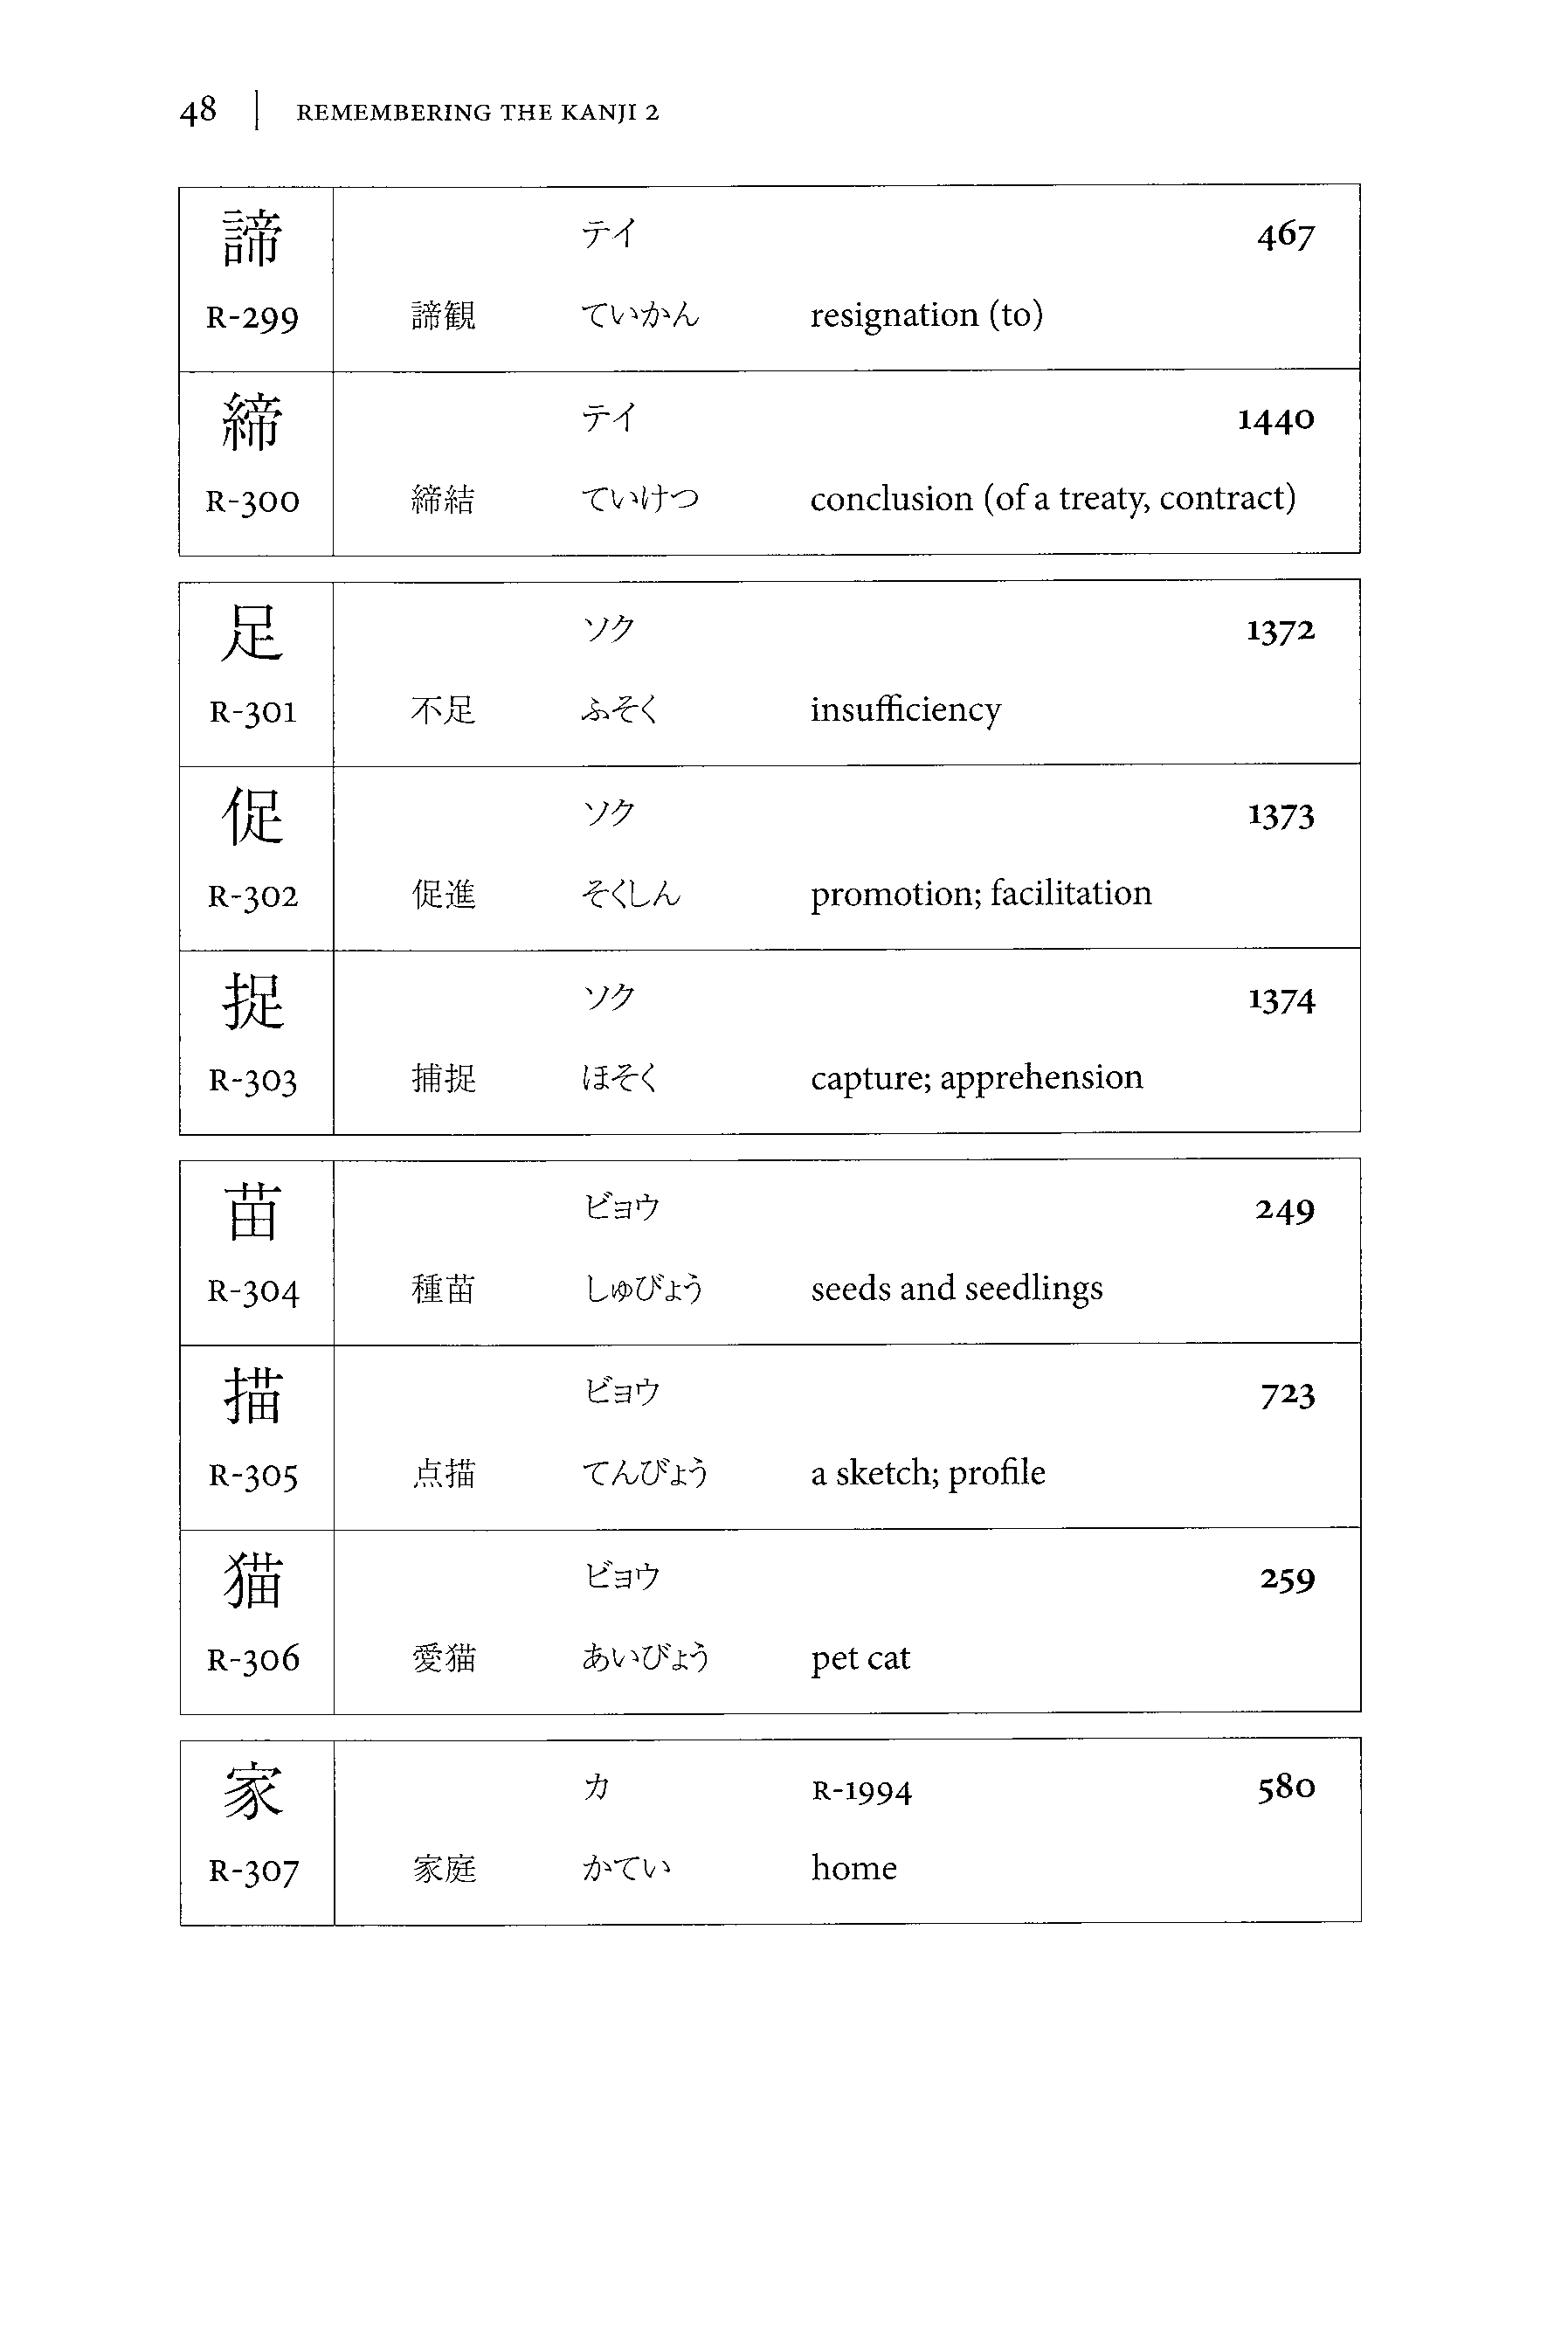 48 | REMEMBERING THE KANJI 2
諦 テイ 467
R-299 諦観 ていかん resignation (to)
締 テイ 1440
R-300 締結 ていけつ conclusion (of a treaty, contract)
足 ソク 1372
R-301 不足 ふそく insufficiency
促 ソク 1373
R-302 促進 そくしん promotion; facilitation
捉 ソク 1374
R-303 捕捉 ほそく capture; apprehension
苗 ビョウ 249
R-304 種苗 しゅびょう seeds and seedlings
描 ビョウ 723
R-305 点描 てんびょう a sketch; profile
猫 ビョウ 259
R-306 愛猫 あいびょう pet cat
家 カ R-1994 580
R-307 家庭 かてい home